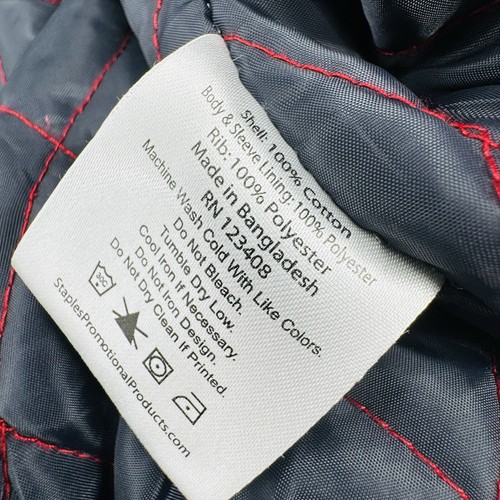 Shell: 100% Cotton
Body & Sleeve Lining: 100% Polyester
Rib: 100% Polyester
Made in Bangladesh
RN 123408
Machine Wash Cold With Like Colors.
Do Not Bleach.
Tumble Dry Low.
Cool Iron If Necessary.
Do Not Iron Design.
Do Not Dry Clean If Printed.
30C
StaplesPromotionalProducts.com